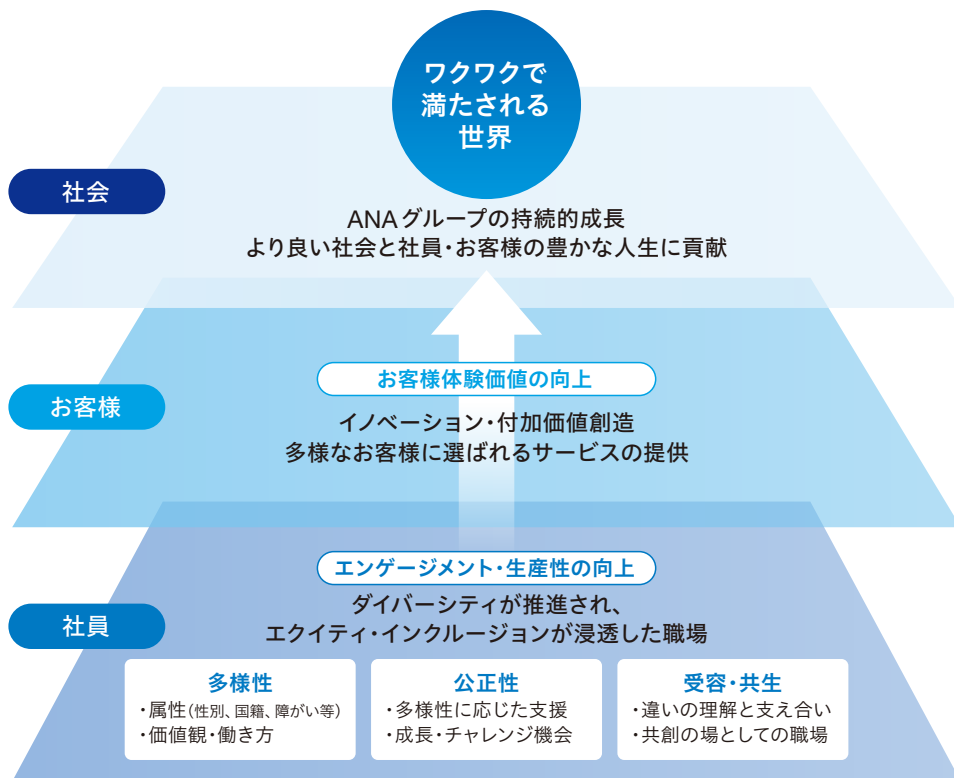 ワクワクで
満たされる
世界
社会
ANAグループの持続的成長
より良い社会と社員・お客様の豊かな人生に貢献
お客様
お客様体験価値の向上
イノベーション・付加価値創造
多様なお客様に選ばれるサービスの提供
社員
エンゲージメント・生産性の向上
ダイバーシティが推進され、
エクイティ・インクルージョンが浸透した職場
多様性
・属性(性別、国籍、障がい等)
・価値観・働き方
公正性
・多様性に応じた支援
・成長・チャレンジ機会
受容・共生
・違いの理解と支え合い
・共創の場としての職場